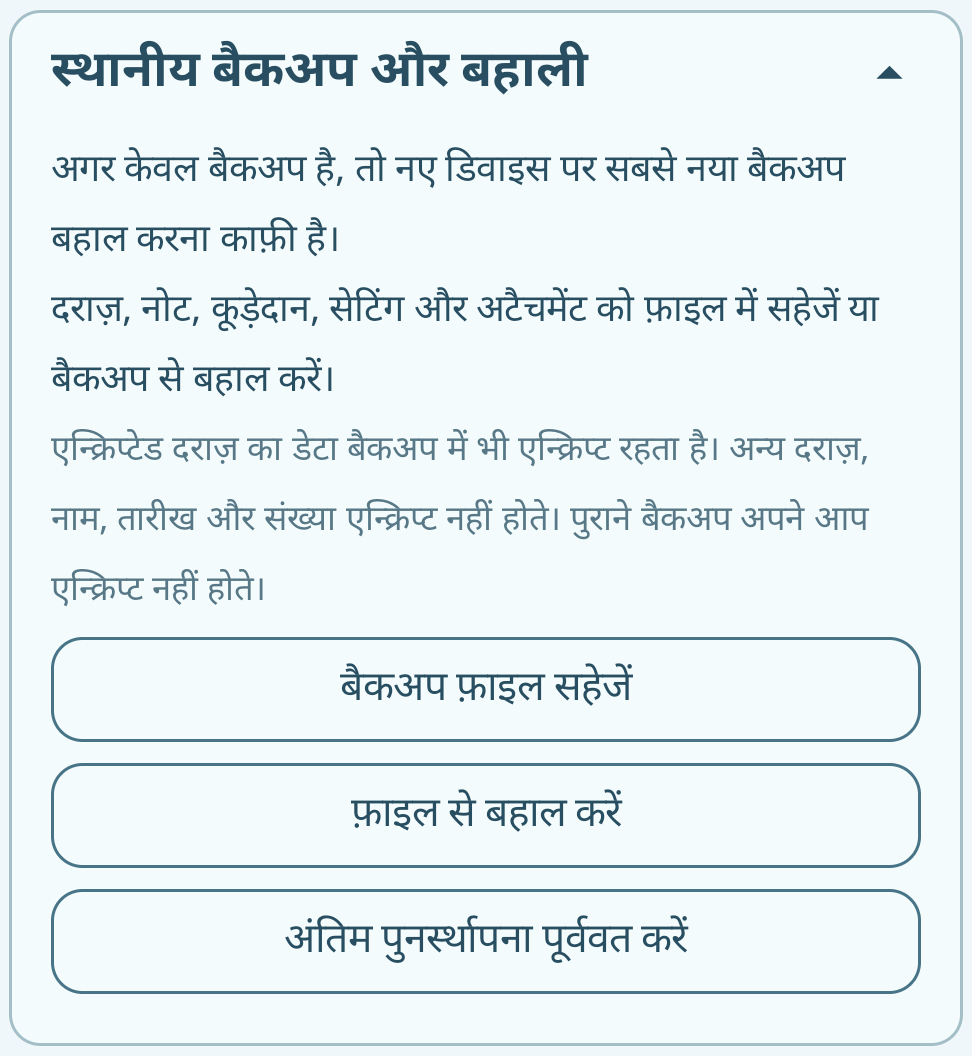 स्थानीय बैकअप और बहाली
अगर केवल बैकअप है, तो नए डिवाइस पर सबसे नया बैकअप
बहाल करना काफ़ी है।
दराज़, नोट, कूड़ेदान, सेटिंग और अटैचमेंट को फ़ाइल में सहेजें या
बैकअप से बहाल करें।
एन्क्रिप्टेड दराज़ का डेटा बैकअप में भी एन्क्रिप्ट रहता है। अन्य दराज़,
नाम, तारीख और संख्या एन्क्रिप्ट नहीं होते। पुराने बैकअप अपने आप
एन्क्रिप्ट नहीं होते।
बैकअप फ़ाइल सहेजें
फ़ाइल से बहाल करें
अंतिम पुनर्स्थापना पूर्ववत करें